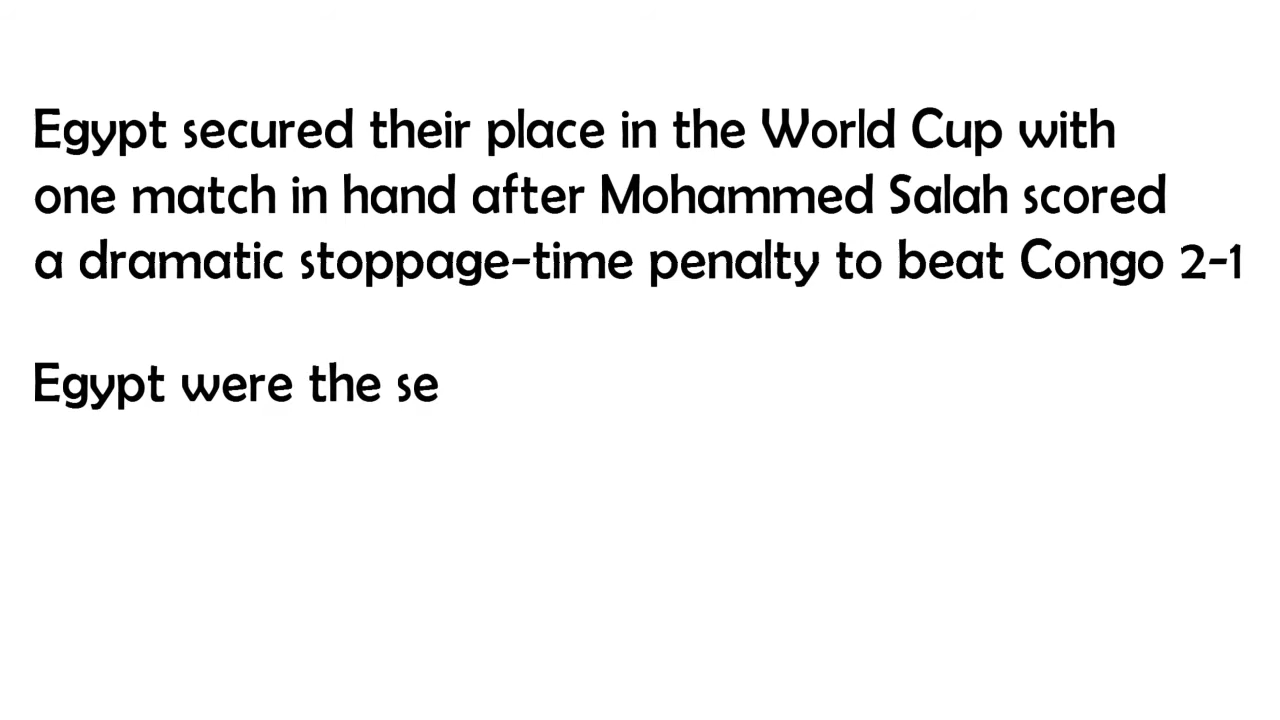 Egypt secured their place in the World Cup with
one match in hand after Mohammed Salah scored
a dramatic stoppage-time penalty to beat Congo 2-1
Egypt were the se